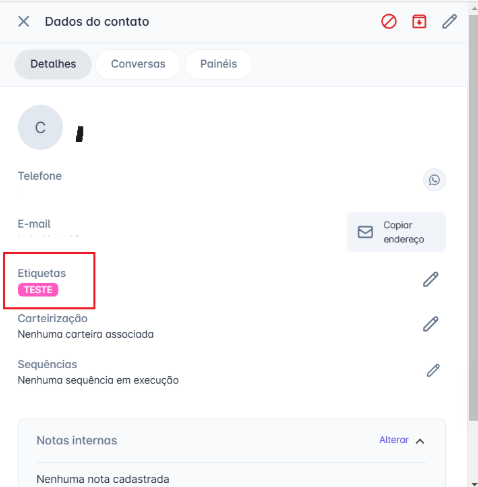 Dados do contato
Detalhes
Conversas
Painéis
C
Telefone
E-mail
Copiar
endereço
Etiquetas
TESTE
Carteirização
Nenhuma carteira associada
Sequências
Nenhuma sequência em execução
Notas internas
Alterar
Nenhuma nota cadastrada